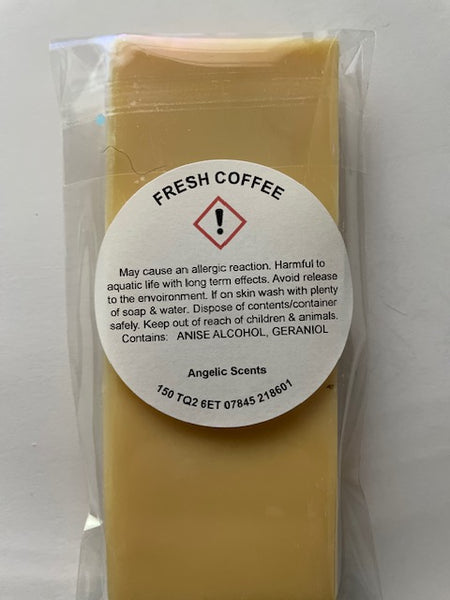 FRESH COFFEE
May cause an allergic reaction. Harmful to
aquatic life with long term effects. Avoid release
to the envoironment. If on skin wash with plenty
of soap & water. Dispose of contents/container
safely. Keep out of reach of children & animals.
Contains: ANISE ALCOHOL, GERANIOL
Angelic Scents
150 TQ2 6ET 07845 218601